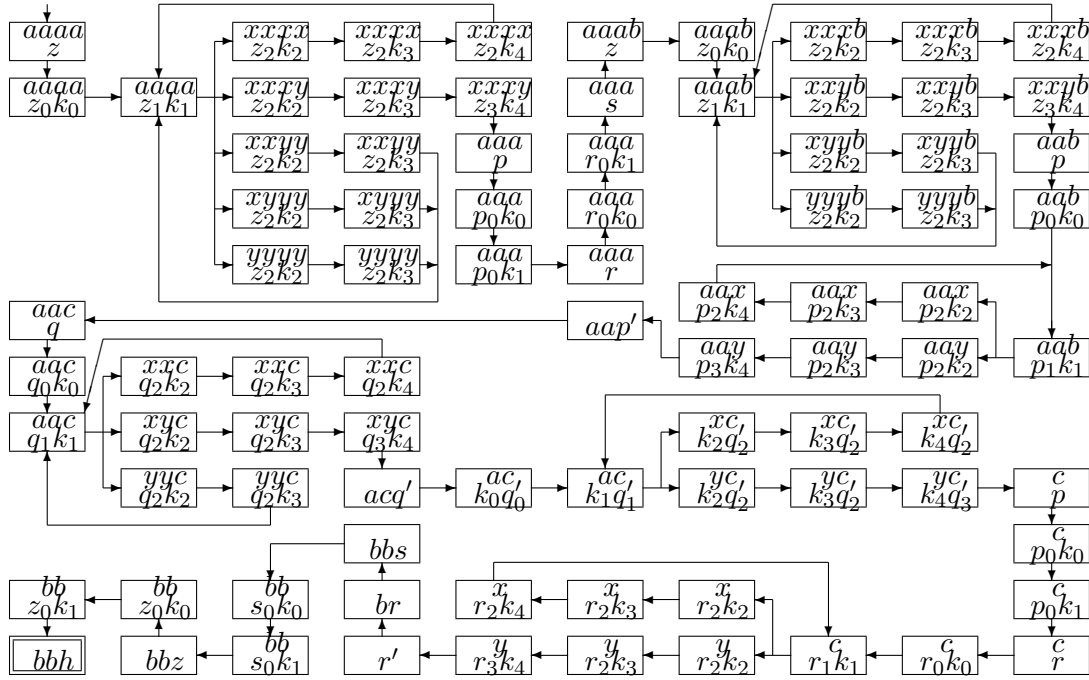 aaaa xxxx xxxx xxxx aaab aaab xxxb xxxb xxxb
z z₂k₂ z₂k₃ z₂k₄ z z₀k₀ z₂k₂ z₂k₃ z₂k₄
aaaa aaaa xxxy xxxy xxxy aaa aaab xxyb xxyb xxyb
z₀k₀ z₁k₁ z₂k₂ z₂k₃ z₃k₄ s z₁k₁ z₂k₂ z₂k₃ z₃k₄
xxyy xxyy aaa aaa xyyb xyyb aab
z₂k₂ z₂k₃ p r₀k₁ z₂k₂ z₂k₃ p
xyyy xyyy aaa aaa yyyb yyyb aab
z₂k₂ z₂k₃ p₀k₀ r₀k₀ z₂k₂ z₂k₃ p₀k₀
yyyy yyyy aaa aaa
z₂k₂ z₂k₃ p₀k₁ r
aax aax aax
p₂k₄ p₂k₃ p₂k₂
aac
q aap′
aac xxc xxc xxc aay aay aay aab
q₀k₀ q₂k₂ q₂k₃ q₂k₄ p₃k₄ p₂k₃ p₂k₂ p₁k₁
aac xyc xyc xyc xc xc xc
q₁k₁ q₂k₂ q₂k₃ q₃k₄ k₂q′₂ k₃q′₂ k₄q′₂
yyc yyc ac ac yc yc yc c
q₂k₂ q₂k₃ acq′ k₀q′₀ k₁q′₁ k₂q′₂ k₃q′₂ k₄q′₃ p
c
bbs p₀k₀
bb bb bb x x x c
z₀k₁ z₀k₀ s₀k₀ br r₂k₄ r₂k₃ r₂k₂ p₀k₁
bb y y y c c c
bbh bbz s₀k₁ r′ r₃k₄ r₂k₃ r₂k₂ r₁k₁ r₀k₀ r